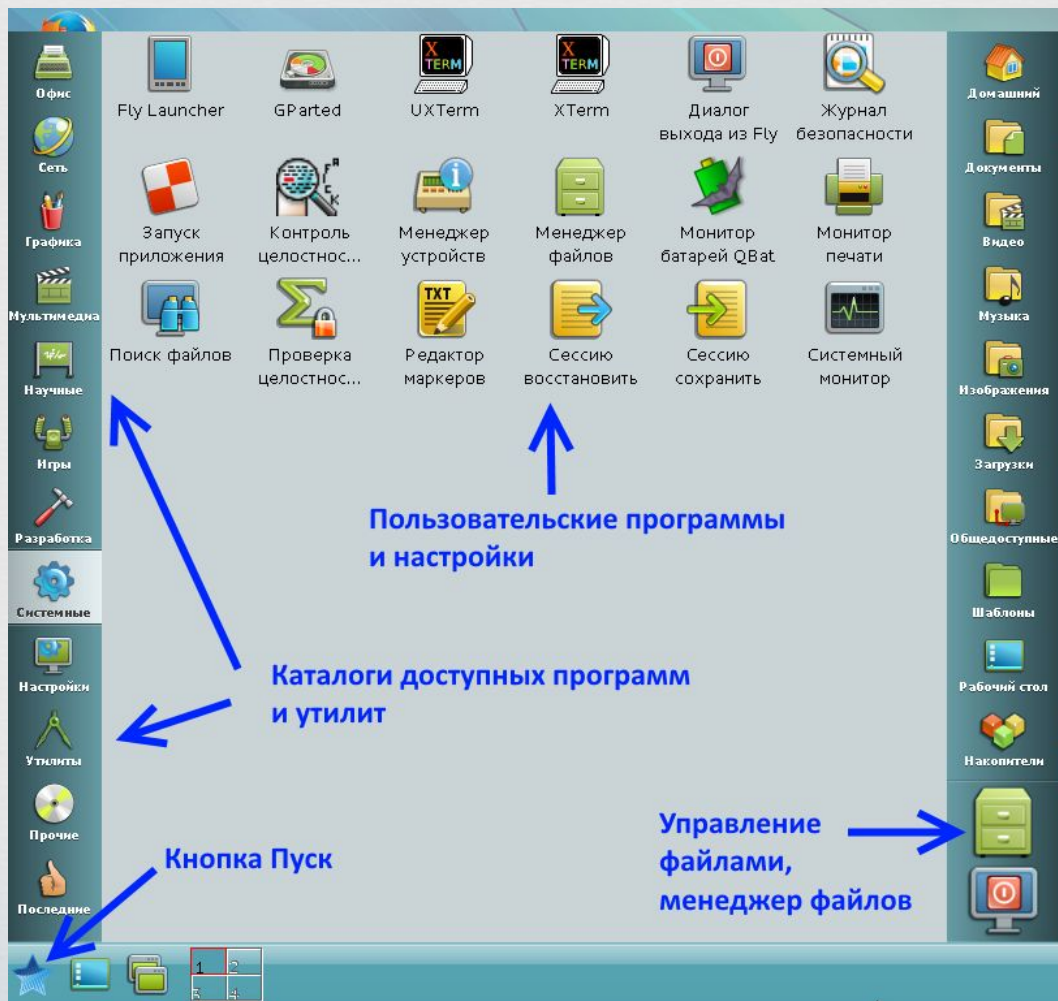 Офис
Сеть
Графика
Мультимедиа
Научные
Игры
Разработка
Системные
Настройки
Утилиты
Прочие
Последние
Fly Launcher
GParted
UXTerm
XTerm
Диалог
выхода из Fly
Журнал
безопасности
Запуск
приложения
Контроль
целостнос...
Менеджер
устройств
Менеджер
файлов
Монитор
батарей QBat
Монитор
печати
Поиск файлов
Проверка
целостнос...
Редактор
маркеров
Сессию
восстановить
Сессию
сохранить
Системный
монитор
X
TERM
X
TERM
TXT
Пользовательские программы
и настройки
Каталоги доступных программ
и утилит
Кнопка Пуск
Управление
файлами,
менеджер файлов
Домашний
Документы
Видео
Музыка
Изображения
Загрузки
Общедоступные
Шаблоны
Рабочий стол
Накопители
1 2
3 4